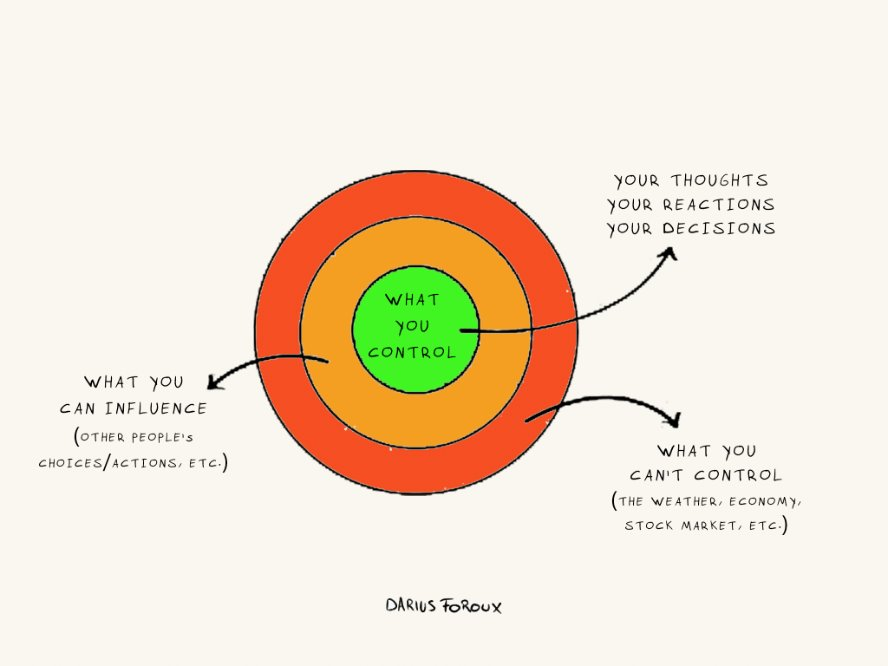 YOUR THOUGHTS
YOUR REACTIONS
YOUR DECISIONS
WHAT
YOU
CONTROL
WHAT YOU
CAN INFLUENCE
(OTHER PEOPLE'S
CHOICES/ACTIONS, ETC.)
WHAT YOU
CAN'T CONTROL
(THE WEATHER, ECONOMY,
STOCK MARKET, ETC.)
DARIUS FOROUX